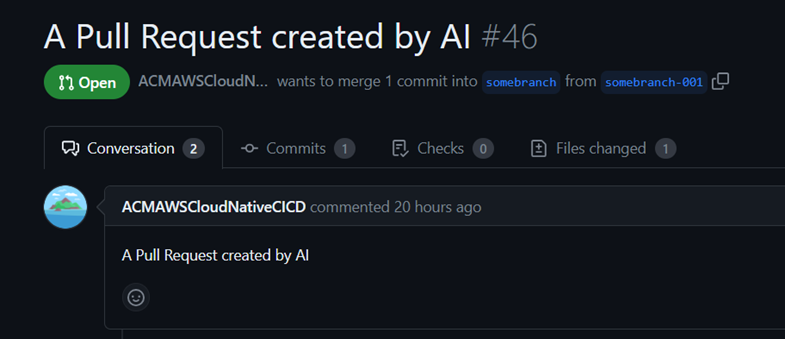 A Pull Request created by AI #46
Open ACMAWSCloudN... wants to merge 1 commit into somebranch from somebranch-001
Conversation 2 Commits 1 Checks 0 Files changed 1
ACMAWSCloudNativeCICD commented 20 hours ago
A Pull Request created by AI